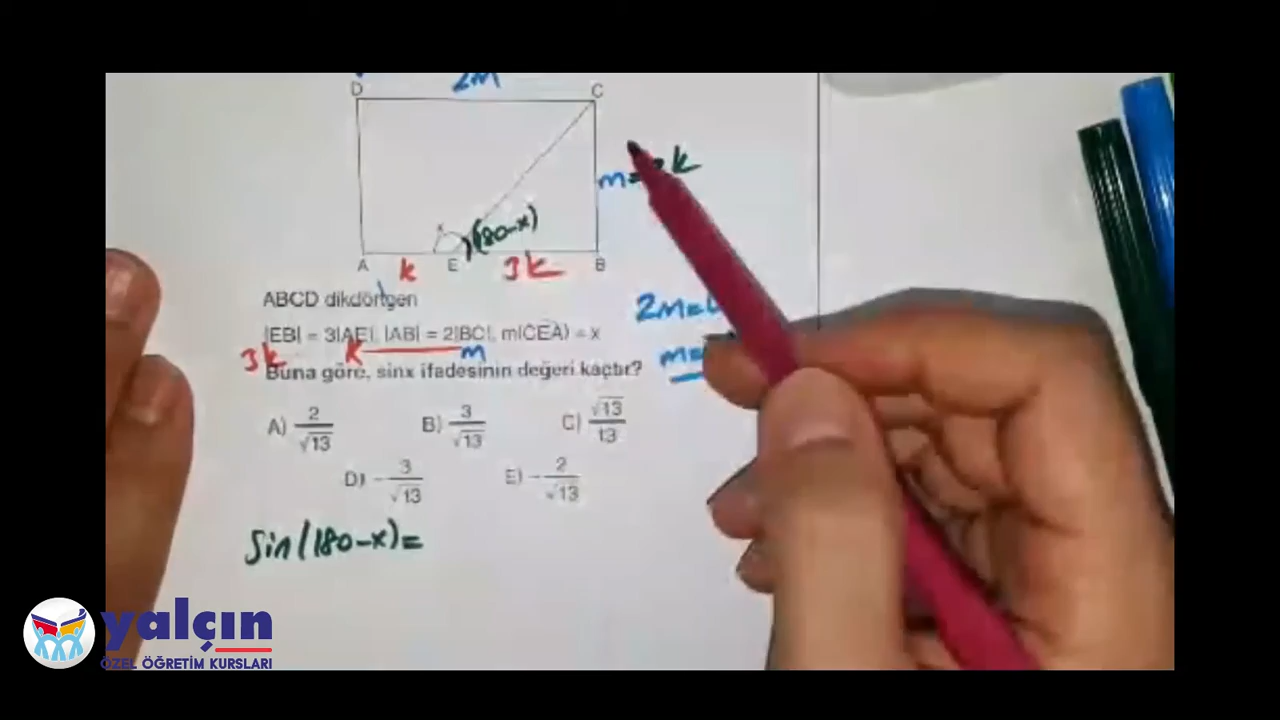 2M
D C
m= k
(180-x)
A k E 3k B
ABCD dikdörtgen
2M=
|EB| = 3|AE|, |AB| = 2|BC|, m(CEA) = x
3k k m m=
Buna göre, sinx ifadesinin değeri kaçtır?
A) 2/√13 B) 3/√13 C) √13/13
D) -3/√13 E) -2/√13
Sin(180-x)=
yalçın
ÖZEL ÖĞRETİM KURSLARI